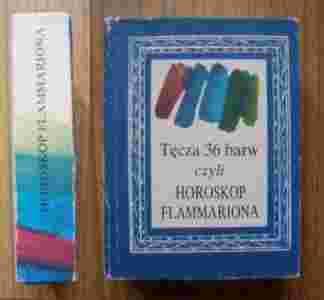 HOROSKOP FLAMMARIONA
Tęcza 36 barw
czyli
HOROSKOP
FLAMMARIONA